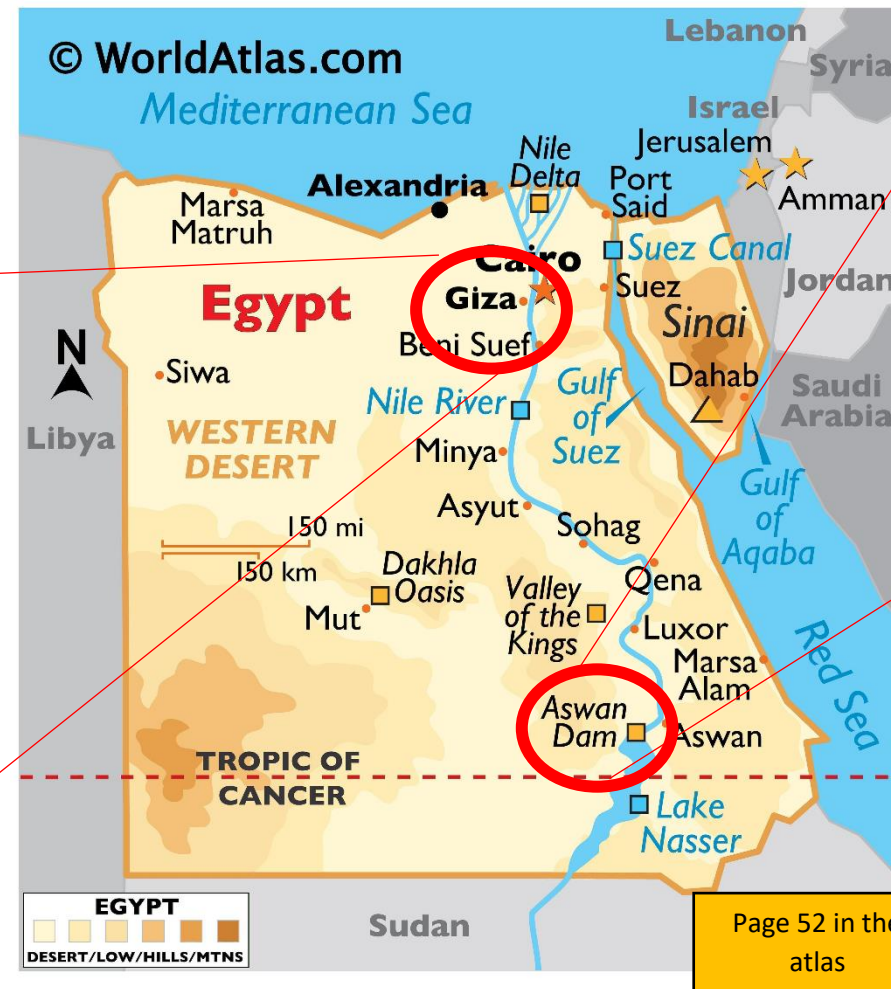 Lebanon
© WorldAtlas.com
Syria
Mediterranean Sea
Israel
Jerusalem
Nile
Delta
Alexandria
Port
Said
Amman
Marsa
Matruh
Suez Canal
Cairo
Jordan
Egypt
Giza
Suez
Sinai
N
Beni Suef
Siwa
Dahab
Nile River
Gulf
of
Suez
Saudi
Arabia
Libya
WESTERN
DESERT
Minya
Gulf
of
Aqaba
Asyut
150 mi
Sohag
150 km
Dakhla
Oasis
Qena
Valley
of the
Kings
Mut
Luxor
Red Sea
Marsa
Alam
Aswan
Dam
Aswan
TROPIC OF
CANCER
Lake
Nasser
EGYPT
DESERT/LOW/HILLS/MTNS
Sudan
Page 52 in the
atlas